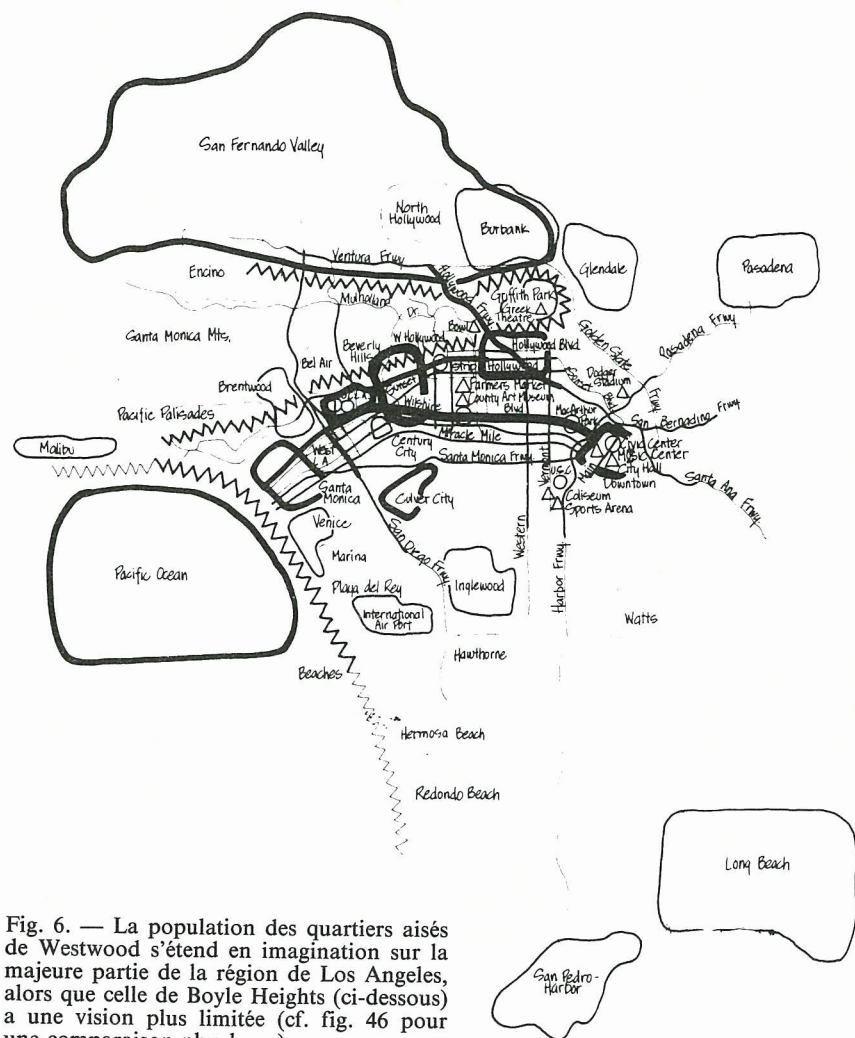 San Fernando Valley
North
Hollywood
Burbank
Glendale
Pasadena
Ventura Frwy
Encino
Mulholland
Dr.
Hollywood Frwy
Griffith Park
Greek
Theatre
Golden State
Frwy
Pasadena Frwy
Santa Monica Mts.
Beverly
Hills
W Hollywood
Bowl
Hollywood Blvd.
Strip
Hollywood
Dodger
Stadium
Bel Air
Brentwood
Sunset
Farmers Market
County Art Museum
Wilshire
Blvd
MacArthur
Park
San Bernadino Frwy
Pacific Palisades
Malibu
Century
City
Miracle Mile
Santa Monica Frwy
West
L.A.
Civic Center
Music Center
City Hall
Downtown
Main
Santa Ana Frwy
Santa
Monica
Culver City
Vermont
U.S.C.
Coliseum
Sports Arena
Venice
Marina
San Diego Frwy
Western
Harbor Frwy.
Pacific Ocean
Playa del Rey
International
Air Port
Inglewood
Watts
Hawthorne
Beaches
Hermosa Beach
Redondo Beach
Long Beach
San Pedro-
Harbor
Fig. 6. — La population des quartiers aisés
de Westwood s'étend en imagination sur la
majeure partie de la région de Los Angeles,
alors que celle de Boyle Heights (ci-dessous)
a une vision plus limitée (cf. fig. 46 pour
une comparaison